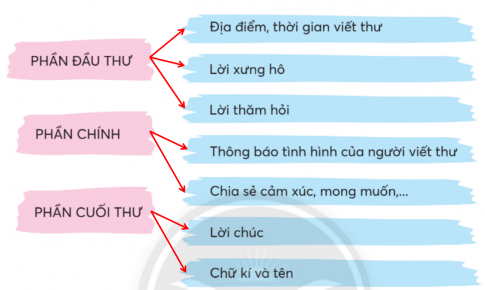 PHẦN ĐẦU THƯ
Địa điểm, thời gian viết thư
Lời xưng hô
Lời thăm hỏi
PHẦN CHÍNH
Thông báo tình hình của người viết thư
Chia sẻ cảm xúc, mong muốn,...
PHẦN CUỐI THƯ
Lời chúc
Chữ kí và tên